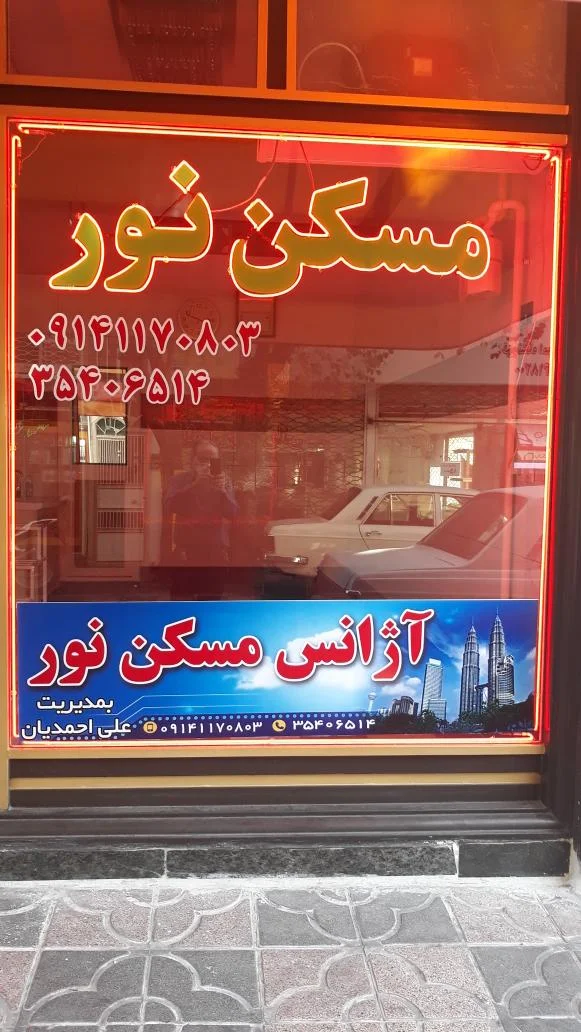 مسکن نور
۰۹۱۴۱۱۷۰۸۰۳
۳۵۴۰۶۵۱۴
آژانس مسکن نور
بمدیریت
علی احمدیان
۰۹۱۴۱۱۷۰۸۰۳
۳۵۴۰۶۵۱۴